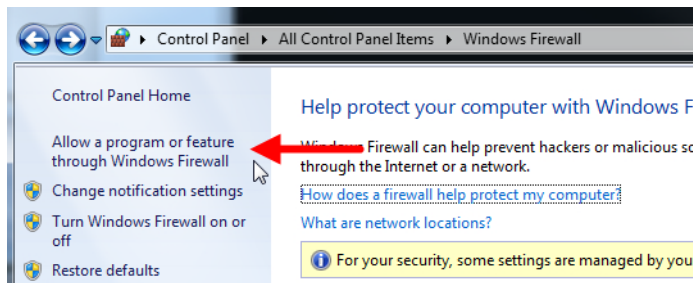 Control Panel ▸ All Control Panel Items ▸ Windows Firewall
Control Panel Home
Allow a program or feature
through Windows Firewall
Change notification settings
Turn Windows Firewall on or
off
Restore defaults
Help protect your computer with Windows
Windows Firewall can help prevent hackers or malicious
through the Internet or a network.
How does a firewall help protect my computer?
What are network locations?
For your security, some settings are managed by